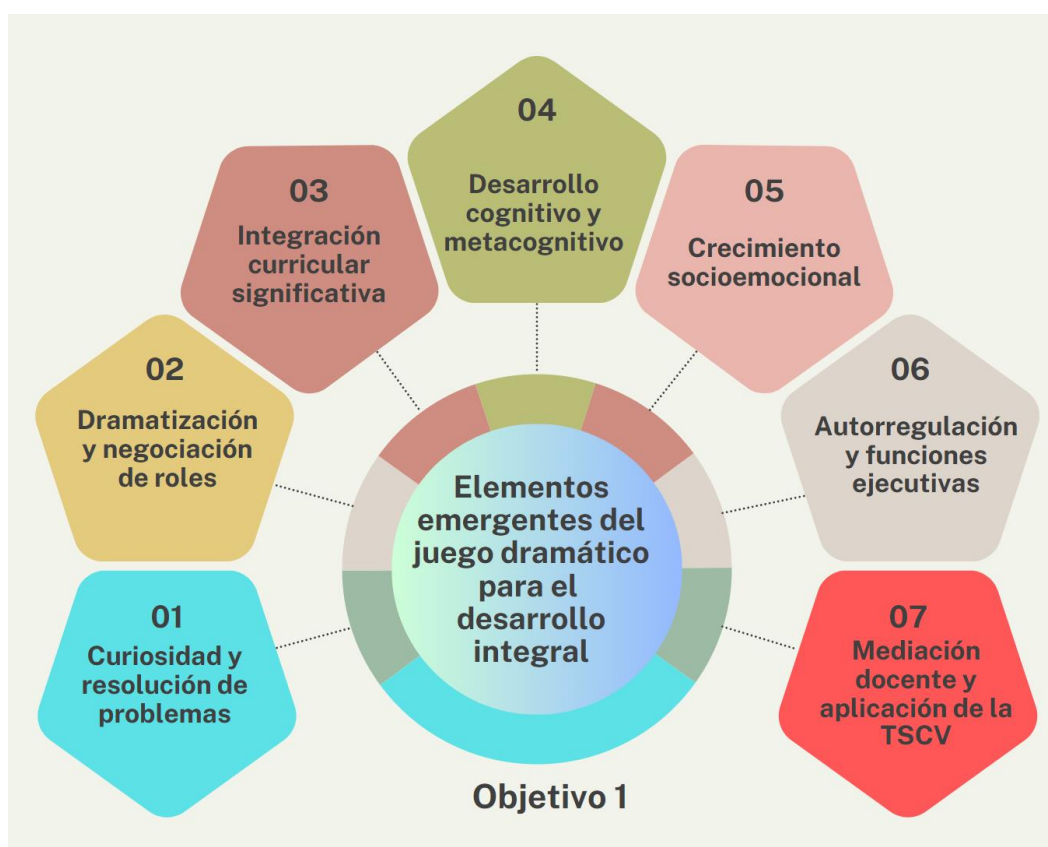 01
Curiosidad y
resolución de
problemas
02
Dramatización
y negociación
de roles
03
Integración
curricular
significativa
04
Desarrollo
cognitivo y
metacognitivo
05
Crecimiento
socioemocional
06
Autorregulación
y funciones
ejecutivas
07
Mediación
docente y
aplicación de la
TSCV
Elementos
emergentes del
juego dramático
para el
desarrollo
integral
Objetivo 1